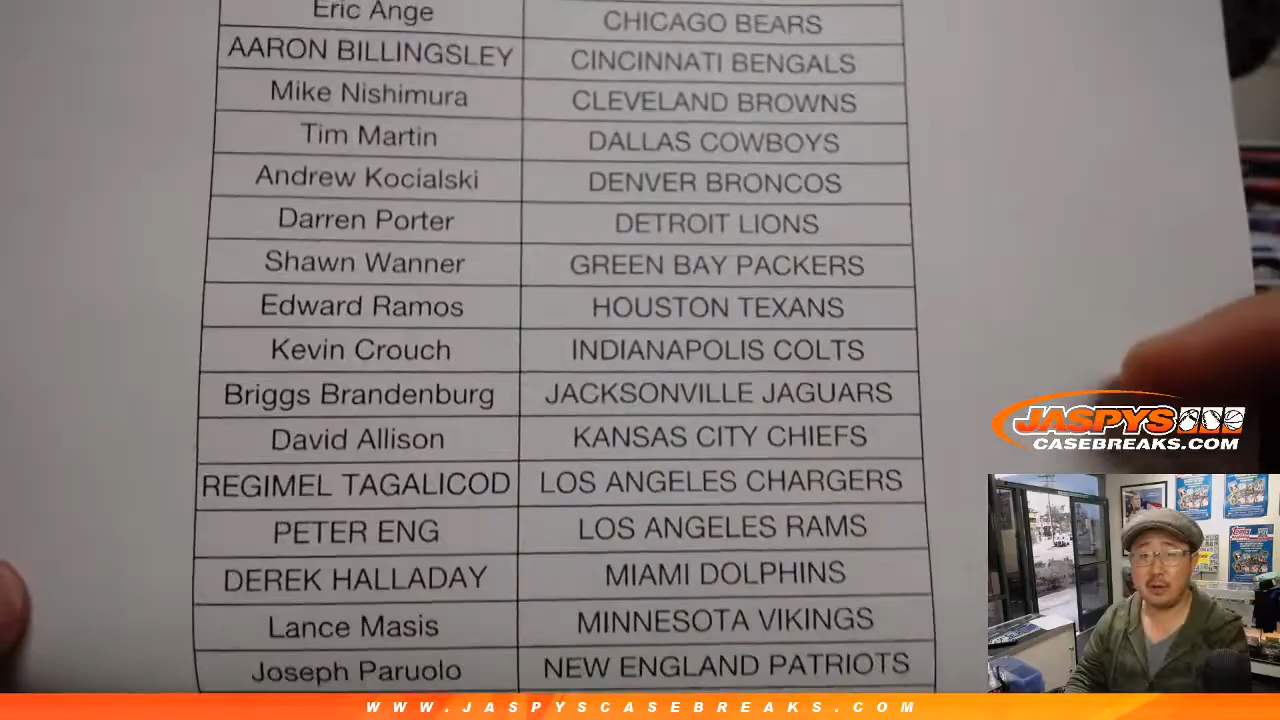 Eric Ange CHICAGO BEARS
AARON BILLINGSLEY CINCINNATI BENGALS
Mike Nishimura CLEVELAND BROWNS
Tim Martin DALLAS COWBOYS
Andrew Kocialski DENVER BRONCOS
Darren Porter DETROIT LIONS
Shawn Wanner GREEN BAY PACKERS
Edward Ramos HOUSTON TEXANS
Kevin Crouch INDIANAPOLIS COLTS
Briggs Brandenburg JACKSONVILLE JAGUARS
David Allison KANSAS CITY CHIEFS
REGIMEL TAGALICOD LOS ANGELES CHARGERS
PETER ENG LOS ANGELES RAMS
DEREK HALLADAY MIAMI DOLPHINS
Lance Masis MINNESOTA VIKINGS
Joseph Paruolo NEW ENGLAND PATRIOTS
JASPYS
CASEBREAKS.COM
WWW.JASPYSCASEBREAKS.COM